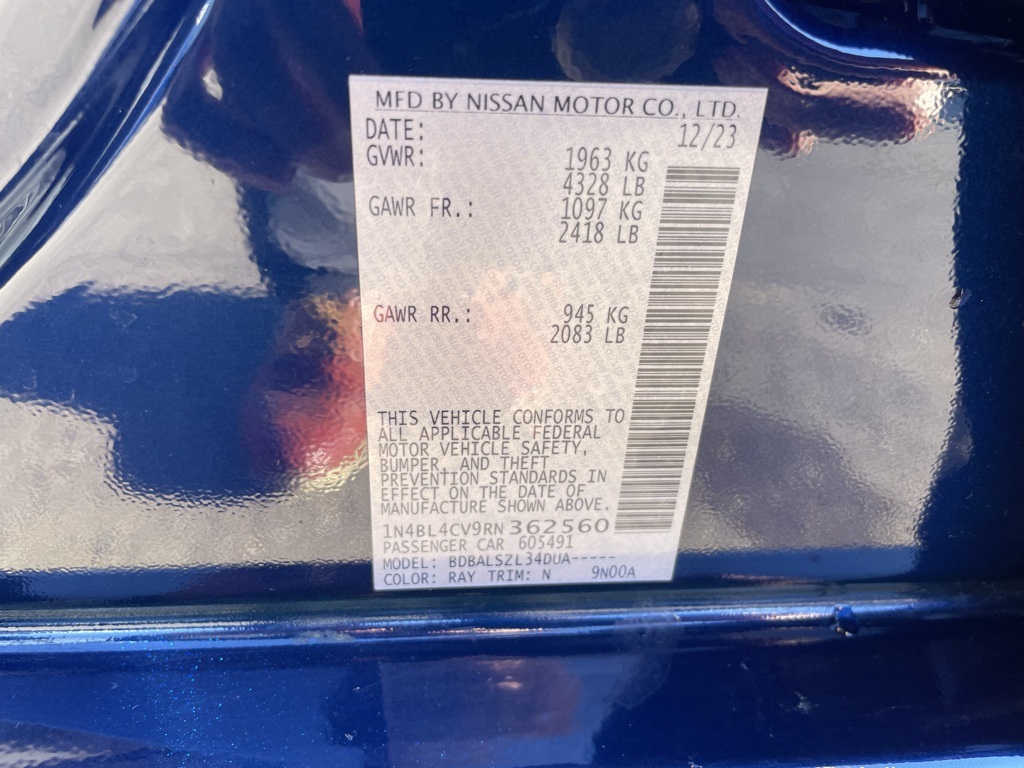 MFD BY NISSAN MOTOR CO., LTD.
DATE: 12/23
GVWR: 1963 KG
4328 LB
GAWR FR.: 1097 KG
2418 LB
GAWR RR.: 945 KG
2083 LB
THIS VEHICLE CONFORMS TO
ALL APPLICABLE FEDERAL
MOTOR VEHICLE SAFETY,
BUMPER, AND THEFT
PREVENTION STANDARDS IN
EFFECT ON THE DATE OF
MANUFACTURE SHOWN ABOVE.
1N4BL4CV9RN362560
PASSENGER CAR 605491
MODEL: BDBALSZL34DUA-----
COLOR: RAY TRIM: N 9N00A